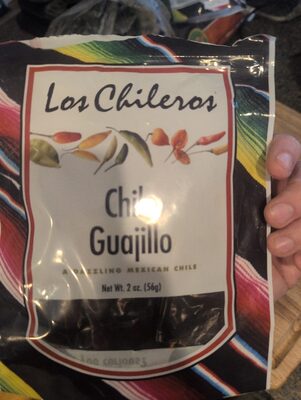 Los Chileros
Chile
Guajillo
A DAZZLING MEXICAN CHILE
Net Wt. 2 oz. (56g)